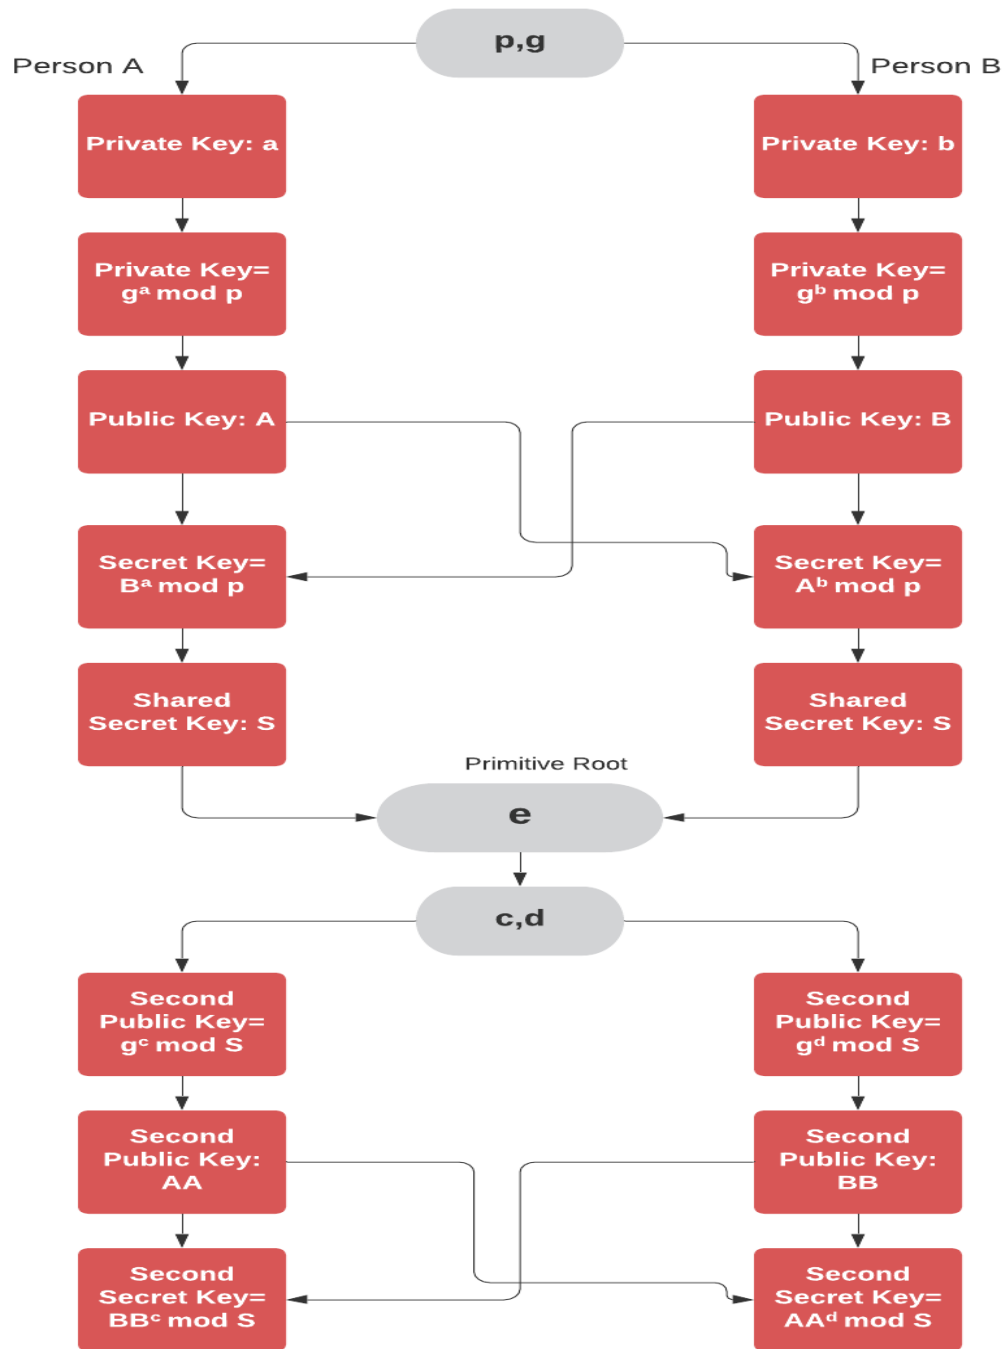 p,g
Person A
Person B
Private Key: a
Private Key: b
Private Key=
gᵃ mod p
Private Key=
gᵇ mod p
Public Key: A
Public Key: B
Secret Key=
Bᵃ mod p
Secret Key=
Aᵇ mod p
Shared
Secret Key: S
Shared
Secret Key: S
Primitive Root
e
c,d
Second
Public Key=
gᶜ mod S
Second
Public Key=
gᵈ mod S
Second
Public Key:
AA
Second
Public Key:
BB
Second
Secret Key=
BBᶜ mod S
Second
Secret Key=
AAᵈ mod S